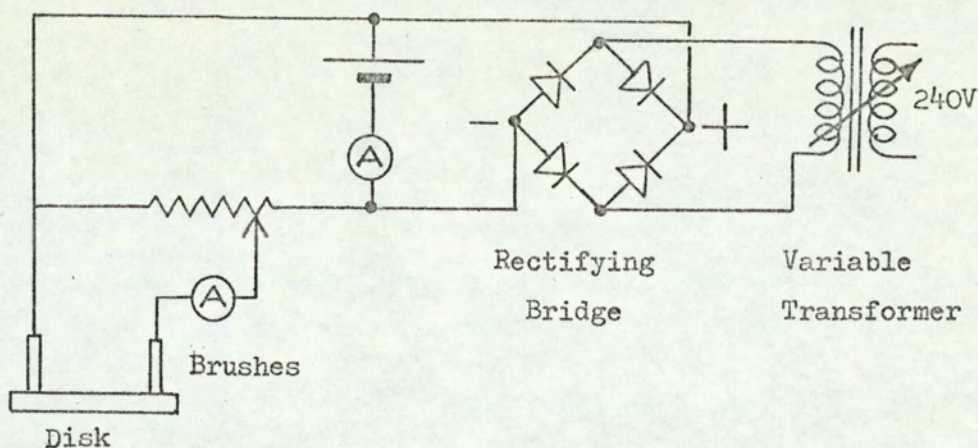 A
240V
-
+
Rectifying
Bridge
Variable
Transformer
A
Brushes
Disk